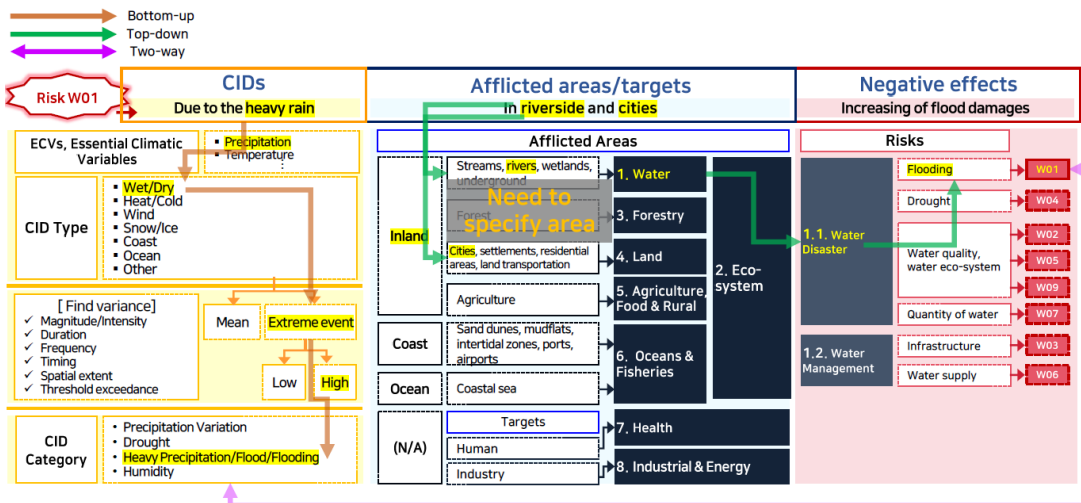 Bottom-up
Top-down
Two-way
Risk W01
CIDs
Due to the heavy rain
Afflicted areas/targets
In riverside and cities
Negative effects
Increasing of flood damages
ECVs, Essential Climatic
Variables
▪ Precipitation
▪ Temperature
⋮
CID Type
▪ Wet/Dry
▪ Heat/Cold
▪ Wind
▪ Snow/Ice
▪ Coast
▪ Ocean
▪ Other
[ Find variance]
✓ Magnitude/Intensity
✓ Duration
✓ Frequency
✓ Timing
✓ Spatial extent
✓ Threshold exceedance
Mean
Extreme event
Low
High
CID
Category
• Precipitation Variation
• Drought
• Heavy Precipitation/Flood/Flooding
• Humidity
Afflicted Areas
Inland
Streams, rivers, wetlands,
underground
Forest
Need to
specify area
Cities, settlements, residential
areas, land transportation
Agriculture
Coast
Sand dunes, mudflats,
intertidal zones, ports,
airports
Ocean
Coastal sea
(N/A)
Targets
Human
Industry
1. Water
3. Forestry
4. Land
5. Agriculture,
Food & Rural
6. Oceans &
Fisheries
2. Eco-
system
7. Health
8. Industrial & Energy
Risks
1.1. Water
Disaster
Flooding
W01
Drought
W04
Water quality,
water eco-system
W02
W05
W09
Quantity of water
W07
1.2. Water
Management
Infrastructure
W03
Water supply
W06